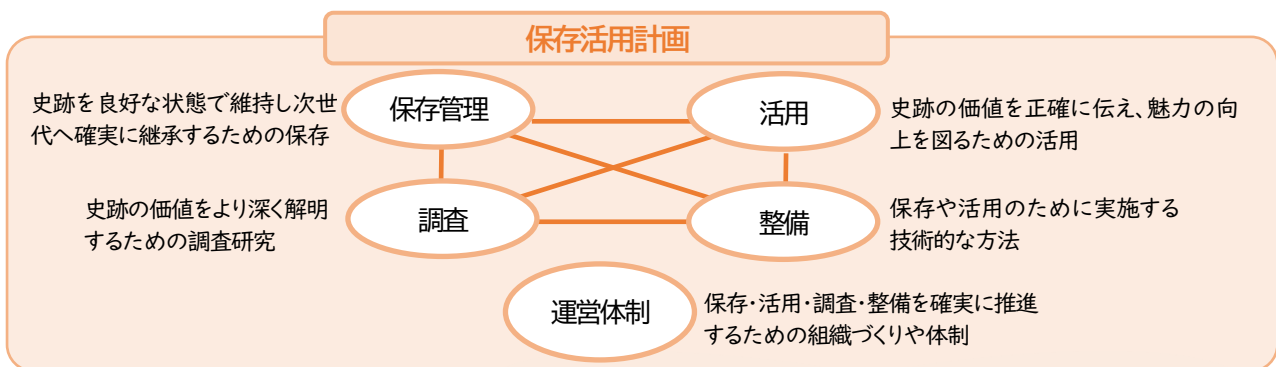 保存活用計画
史跡を良好な状態で維持し次世
代へ確実に継承するための保存
保存管理
活用
史跡の価値を正確に伝え、魅力の向
上を図るための活用
史跡の価値をより深く解明
するための調査研究
調査
整備
保存や活用のために実施する
技術的な方法
運営体制
保存・活用・調査・整備を確実に推進
するための組織づくりや体制